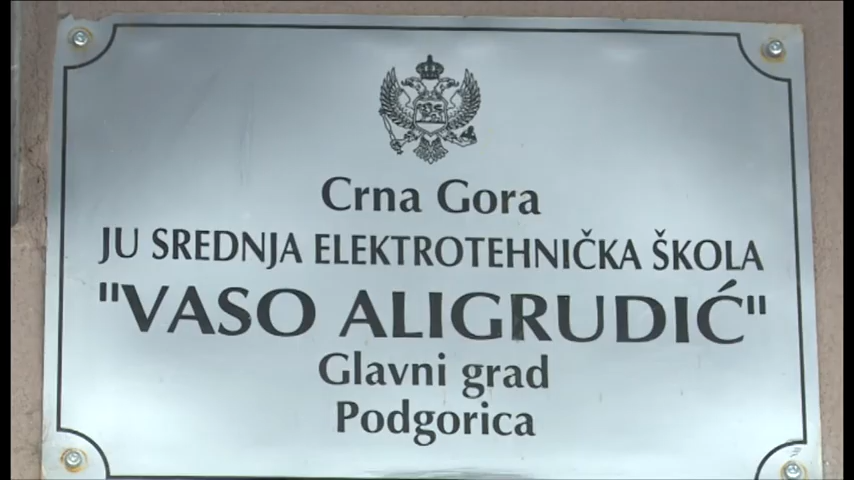 Crna Gora
JU SREDNJA ELEKTROTEHNIČKA ŠKOLA
"VASO ALIGRUDIĆ"
Glavni grad
Podgorica